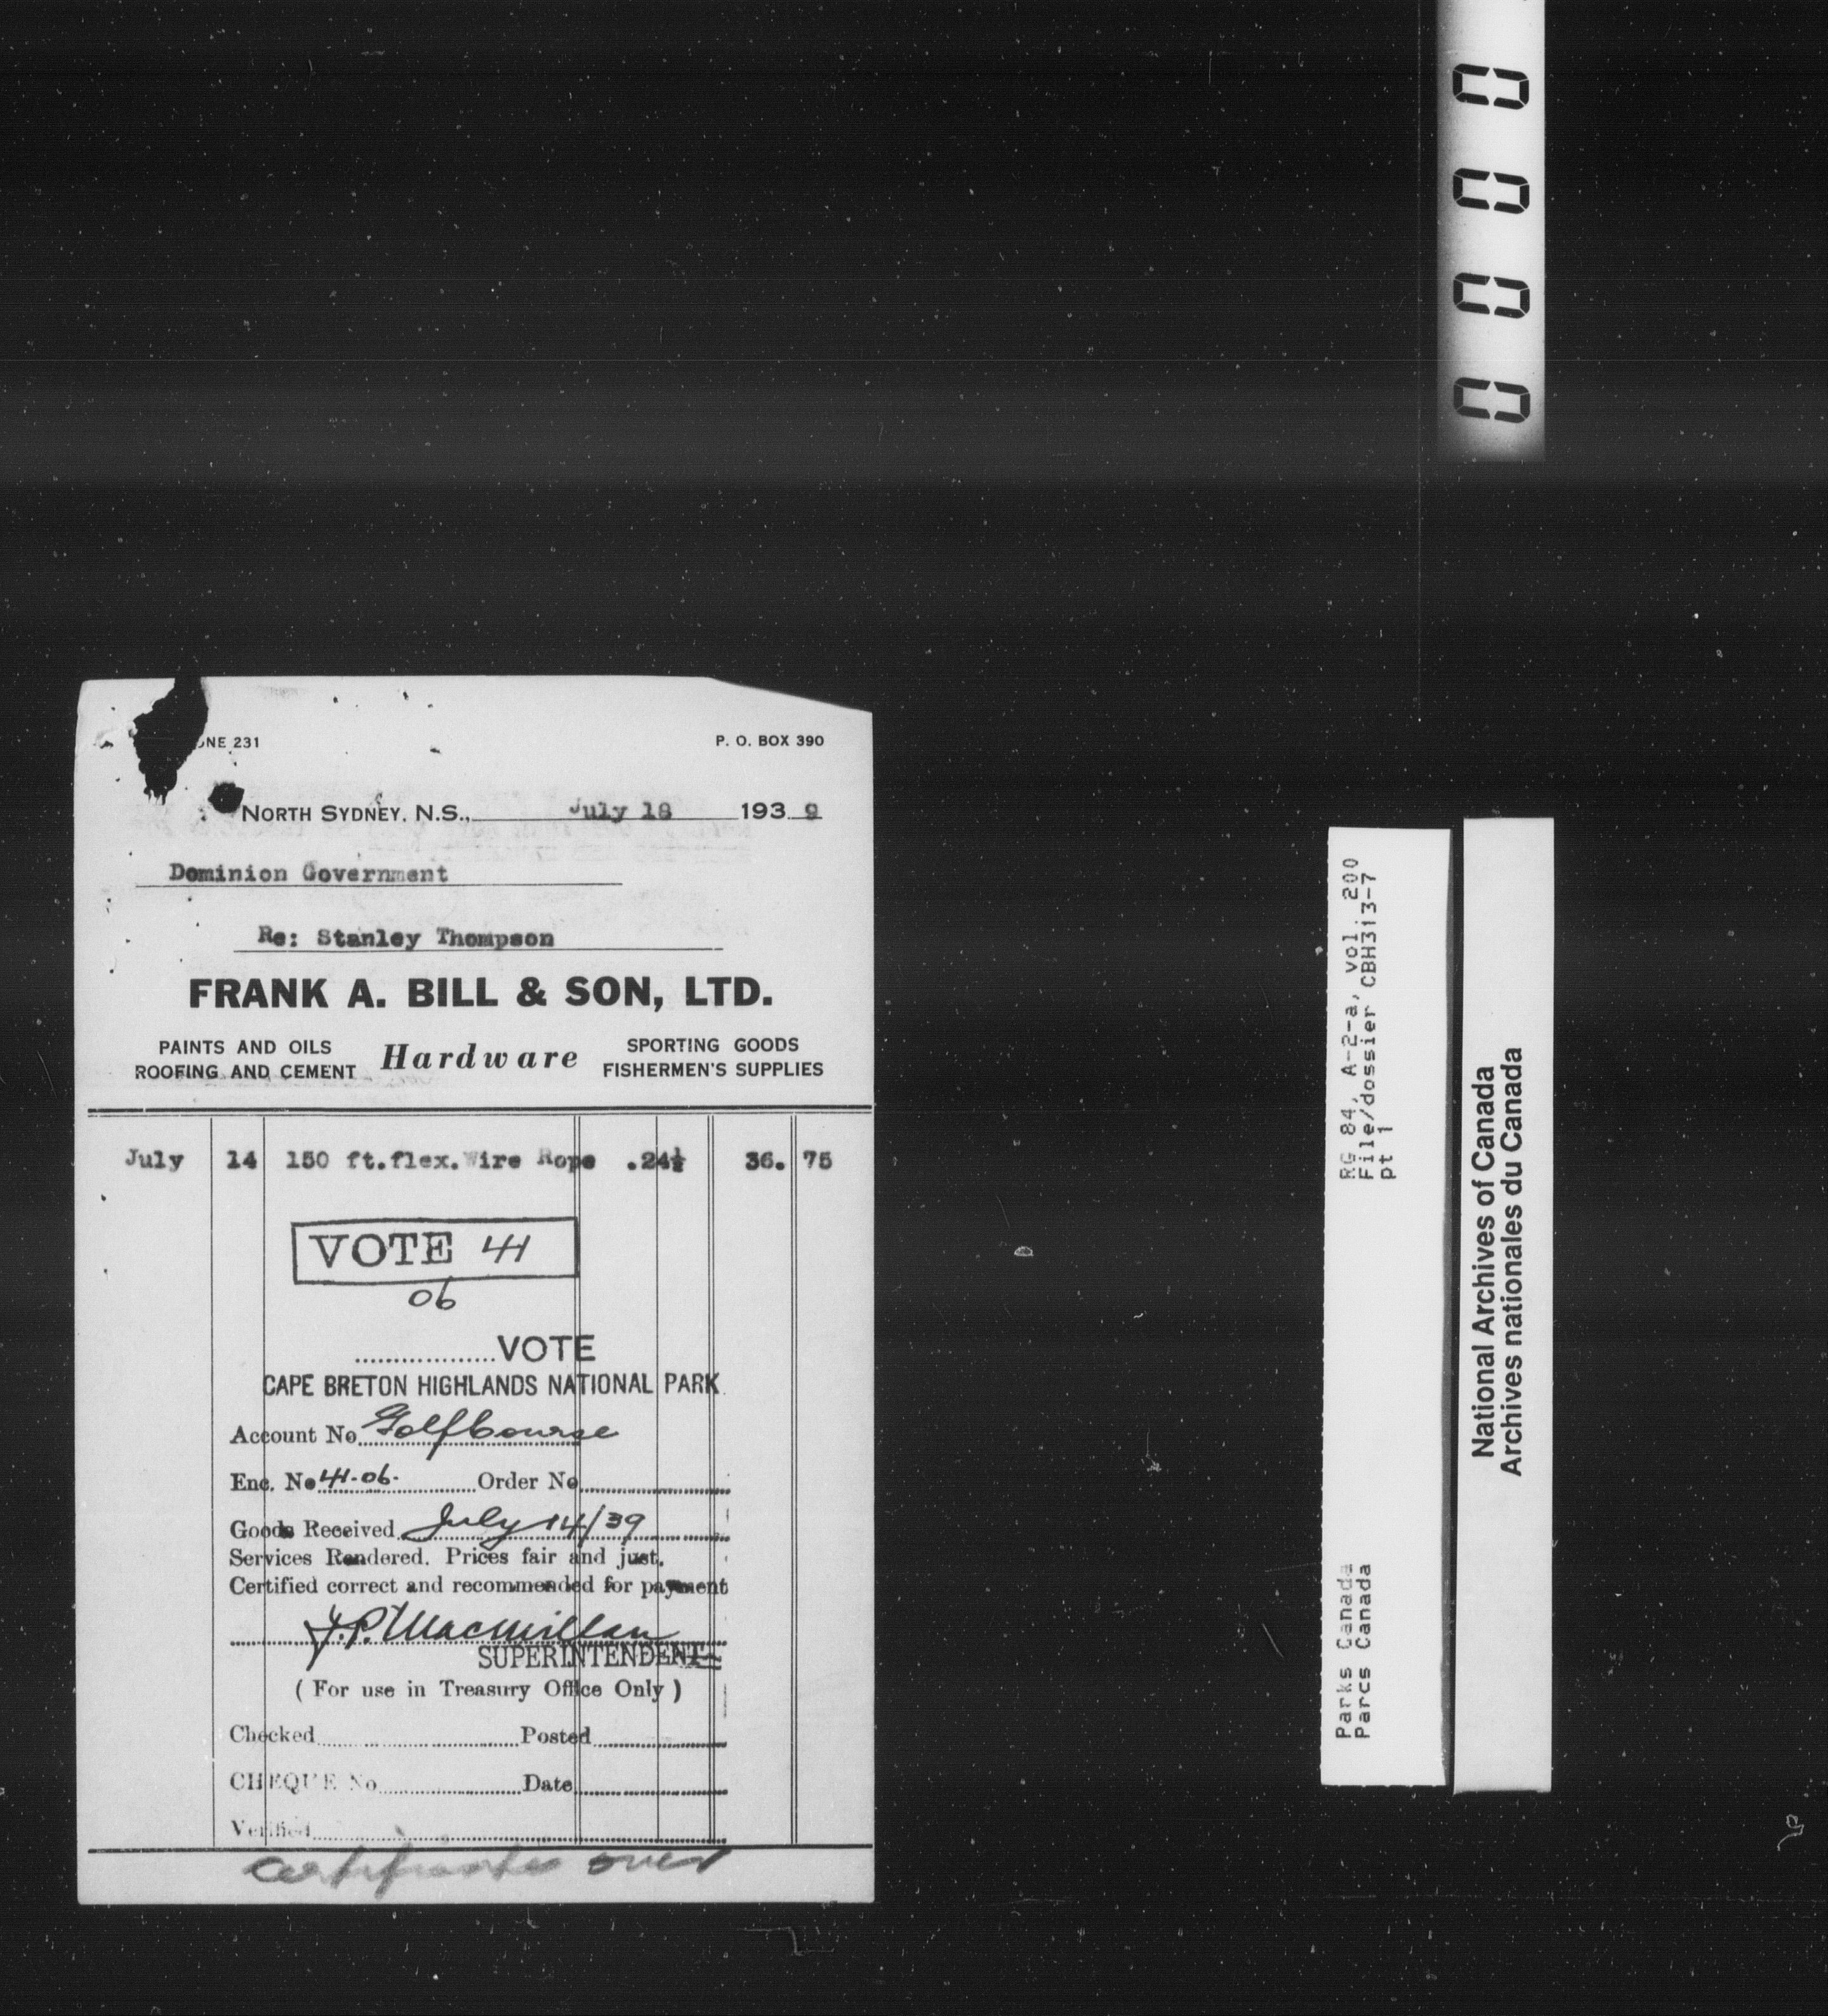 ONE 231
P. O. BOX 390
NORTH SYDNEY, N.S., July 18 1939
Dominion Government
Re: Stanley Thompson
FRANK A. BILL & SON, LTD.
PAINTS AND OILS
ROOFING AND CEMENT
Hardware
SPORTING GOODS
FISHERMEN'S SUPPLIES
July 14 150 ft.flex.Wire Rope .24½ 36. 75
VOTE 41
06
VOTE
CAPE BRETON HIGHLANDS NATIONAL PARK
Account No. Golf Course
Enc. No 41-06- Order No
Goods Received July 14/39
Services Rendered. Prices fair and just.
Certified correct and recommended for payment
J.P. MacMillan
SUPERINTENDENT
( For use in Treasury Office Only )
Checked Posted
CHEQUE No Date
Verified
certificate over
0000
RG 84, A-2-a, vol. 200
File/dossier CBH313-7
pt 1
Parks Canada
Parcs Canada
National Archives of Canada
Archives nationales du Canada